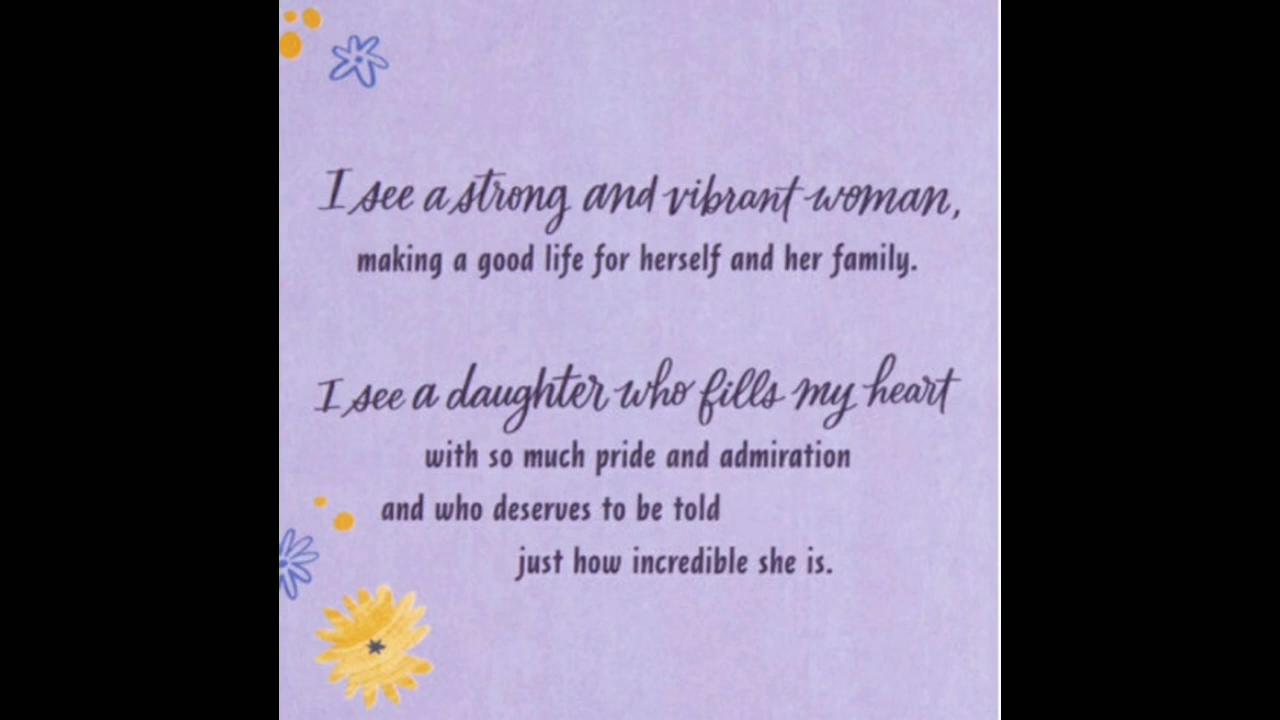 I see a strong and vibrant woman,
making a good life for herself and her family.
I see a daughter who fills my heart
with so much pride and admiration
and who deserves to be told
just how incredible she is.